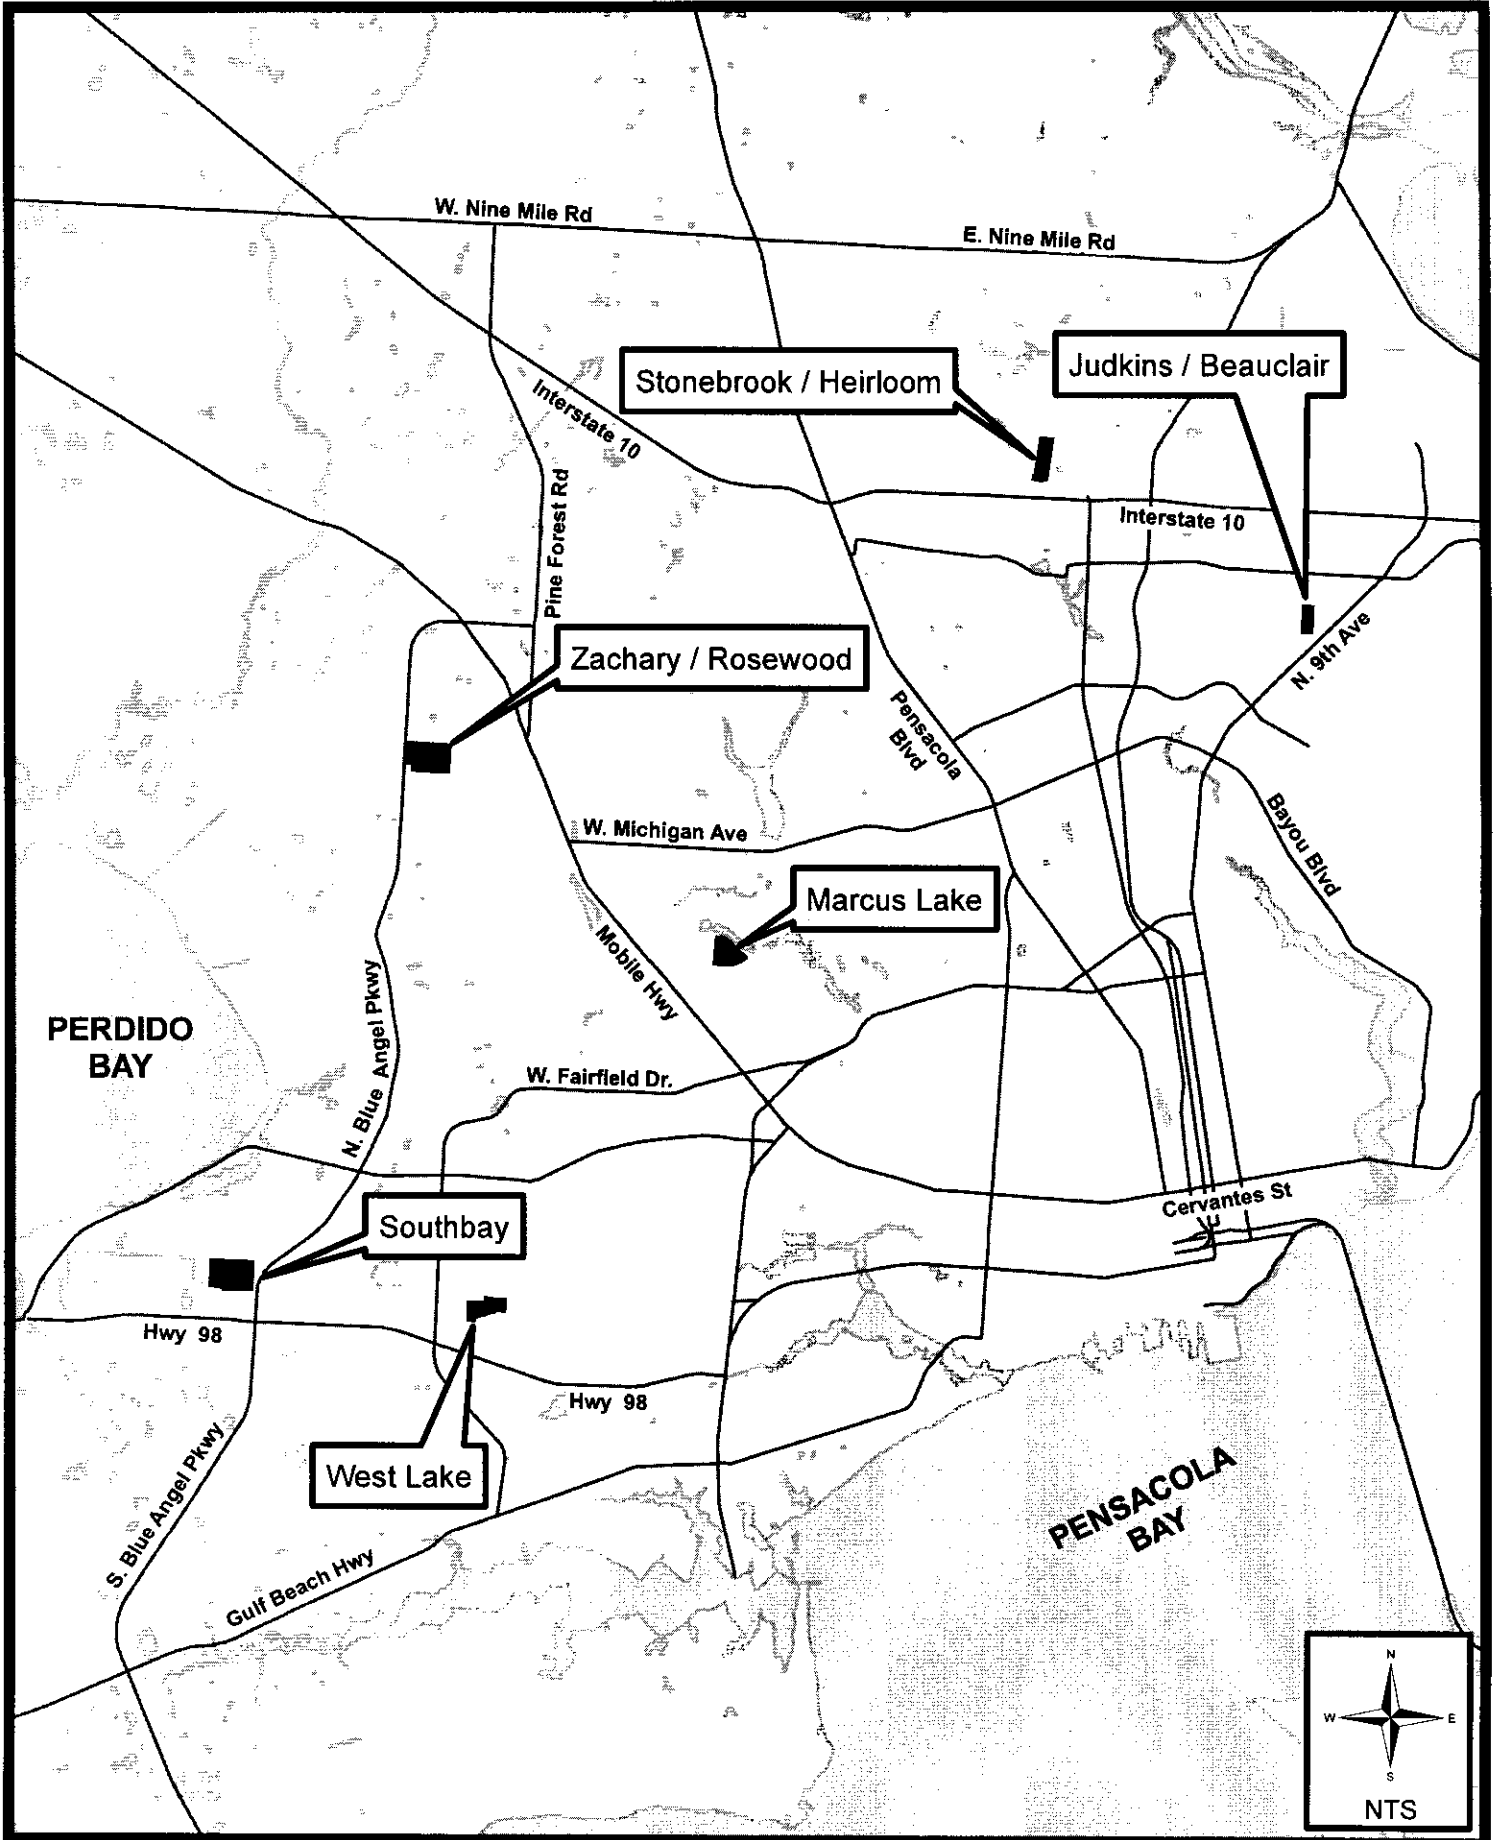 W. Nine Mile Rd
E. Nine Mile Rd
Stonebrook / Heirloom
Judkins / Beauclair
Interstate 10
Pine Forest Rd
Interstate 10
Zachary / Rosewood
N. 9th Ave
Pensacola
Blvd
W. Michigan Ave
Bayou Blvd
Marcus Lake
Mobile Hwy
N. Blue Angel Pkwy
PERDIDO
BAY
W. Fairfield Dr.
Cervantes St
Southbay
Hwy 98
Hwy 98
West Lake
S. Blue Angel Pkwy
Gulf Beach Hwy
PENSACOLA
BAY
N
W
E
S
NTS